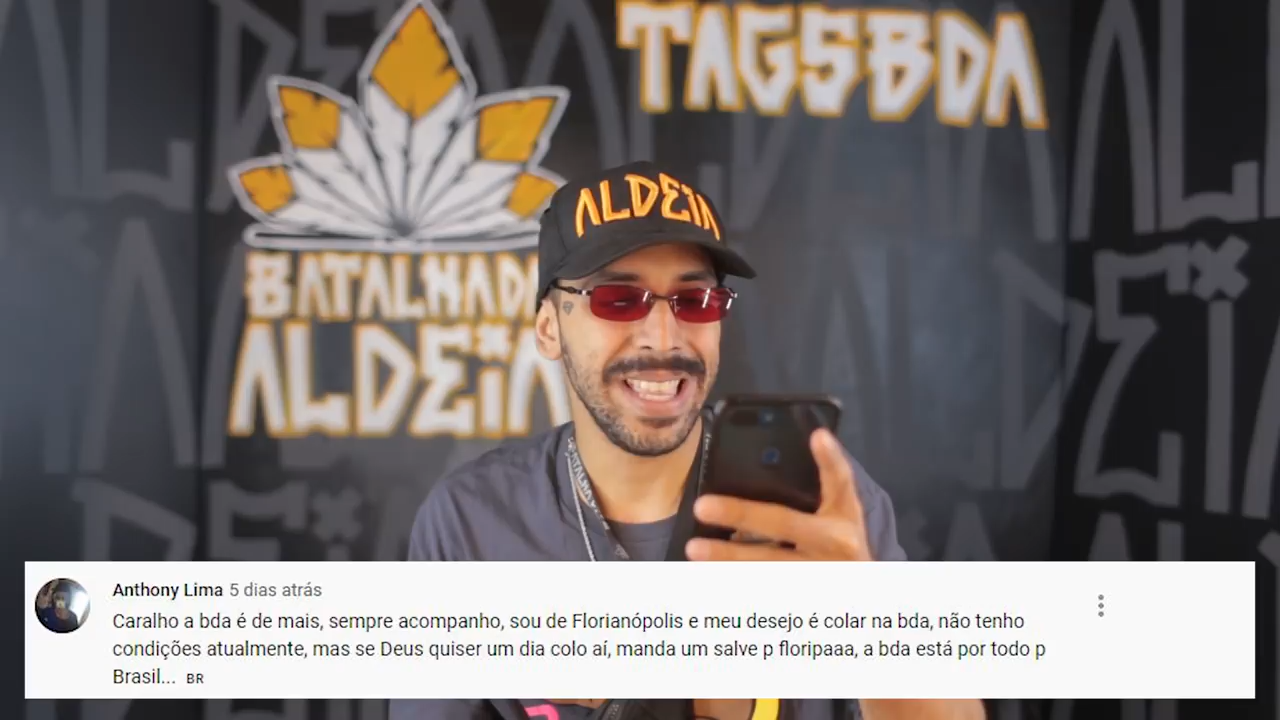 TAGSBDA
ALDEIA
BATALHADA
ALDEIA
Anthony Lima 5 dias atrás
Caralho a bda é de mais, sempre acompanho, sou de Florianópolis e meu desejo é colar na bda, não tenho
condições atualmente, mas se Deus quiser um dia colo aí, manda um salve p floripaaa, a bda está por todo p
Brasil... BR